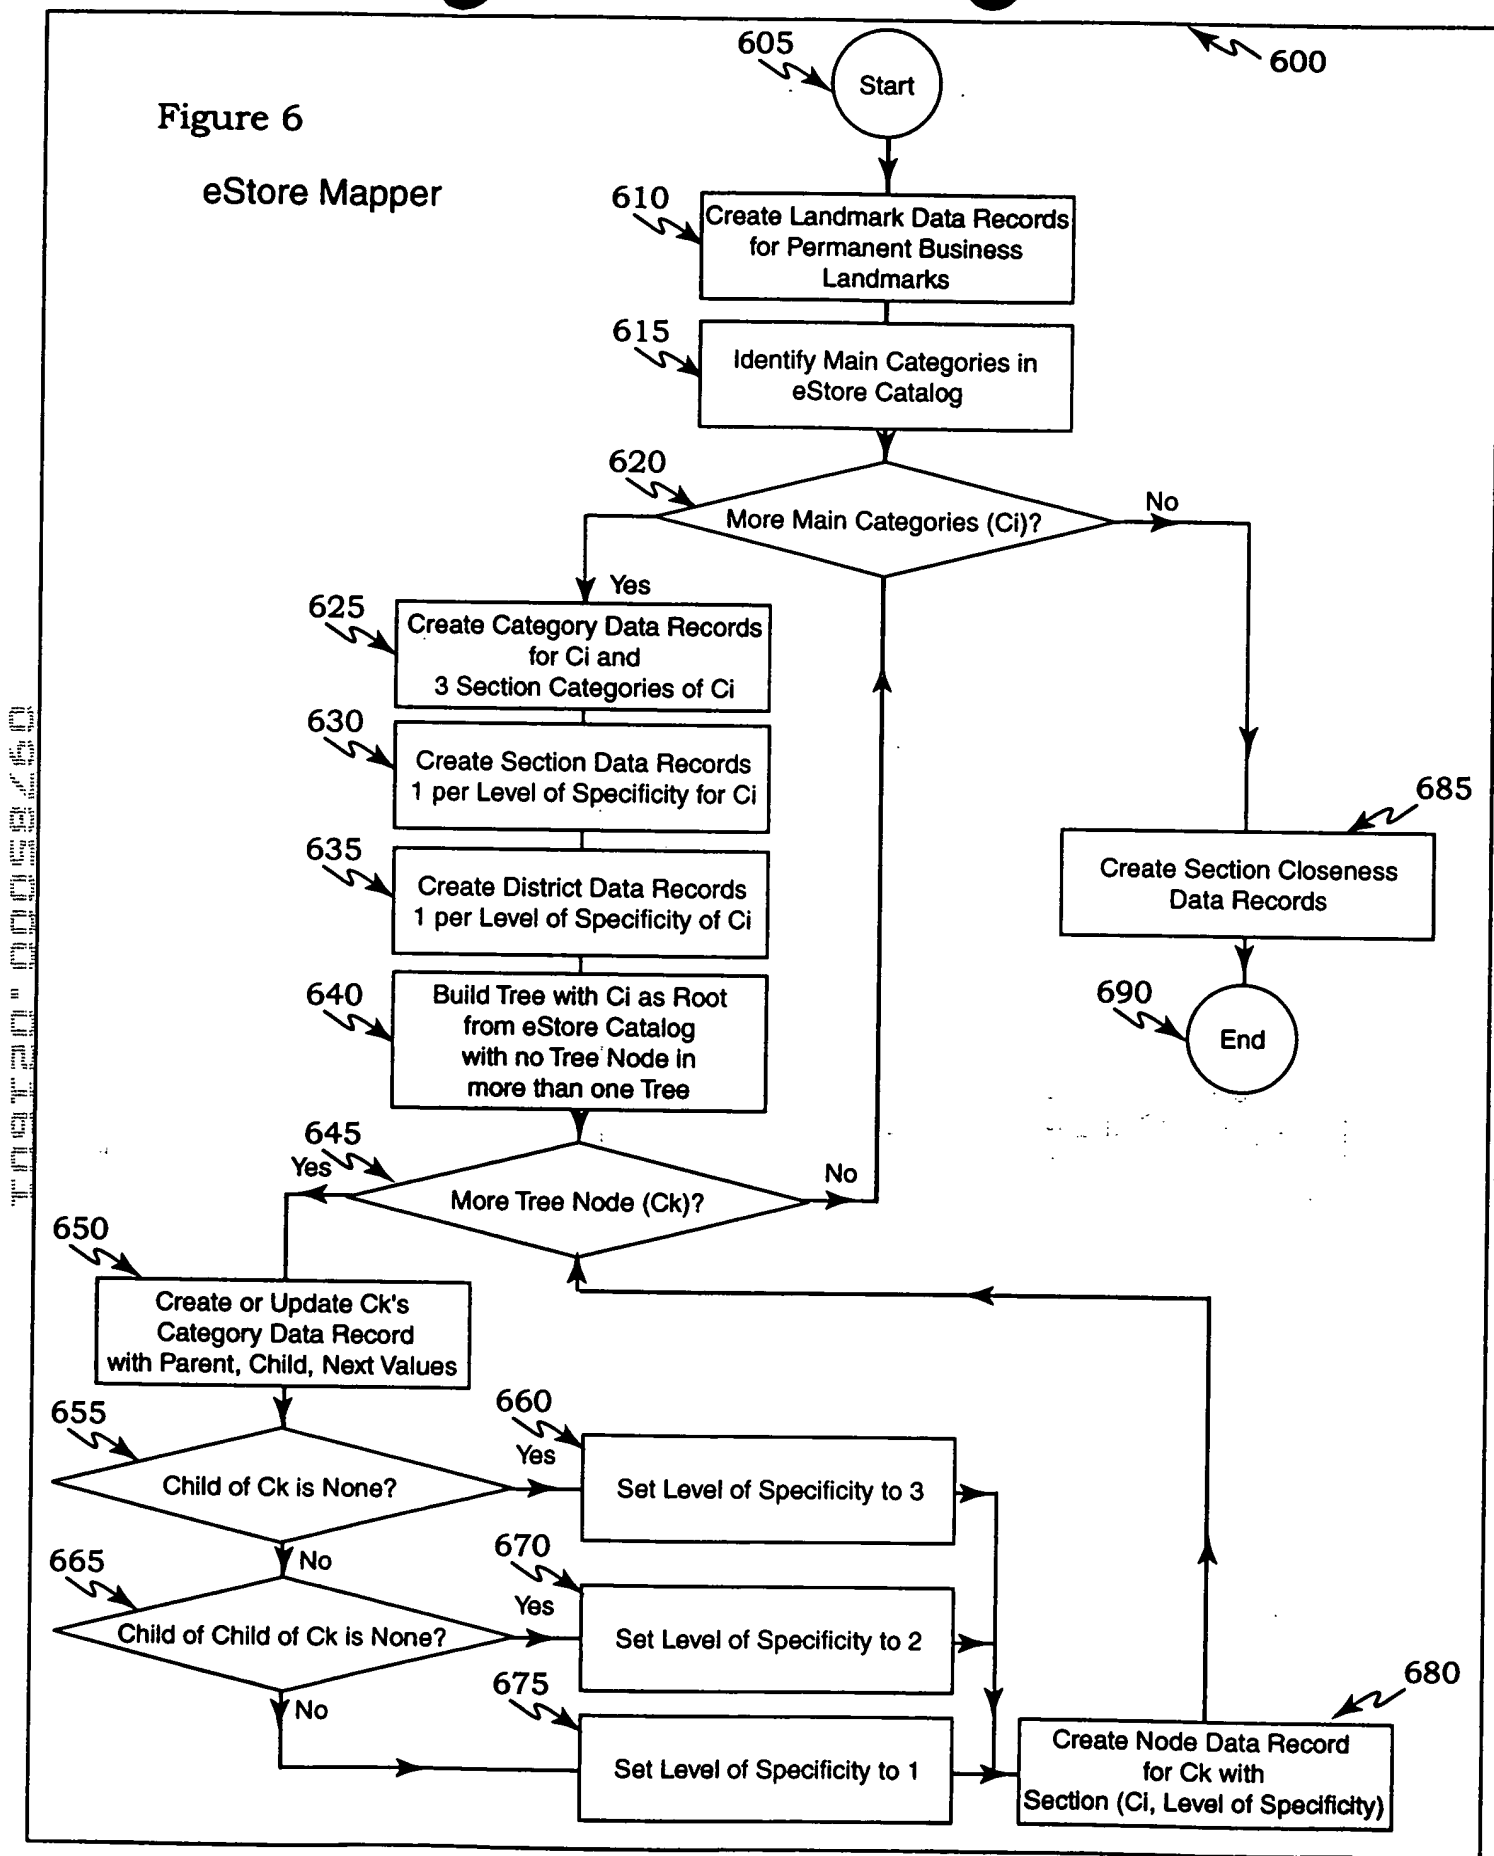 605
600
Start
Figure 6
eStore Mapper
610
Create Landmark Data Records
for Permanent Business
Landmarks
615
Identify Main Categories in
eStore Catalog
620
More Main Categories (Ci)?
No
Yes
625
Create Category Data Records
for Ci and
3 Section Categories of Ci
630
Create Section Data Records
1 per Level of Specificity for Ci
635
Create District Data Records
1 per Level of Specificity of Ci
685
Create Section Closeness
Data Records
640
Build Tree with Ci as Root
from eStore Catalog
with no Tree Node in
more than one Tree
690
End
645
Yes
More Tree Node (Ck)?
No
650
Create or Update Ck's
Category Data Record
with Parent, Child, Next Values
655
Child of Ck is None?
Yes
660
Set Level of Specificity to 3
No
665
Child of Child of Ck is None?
Yes
670
Set Level of Specificity to 2
No
675
Set Level of Specificity to 1
680
Create Node Data Record
for Ck with
Section (Ci, Level of Specificity)